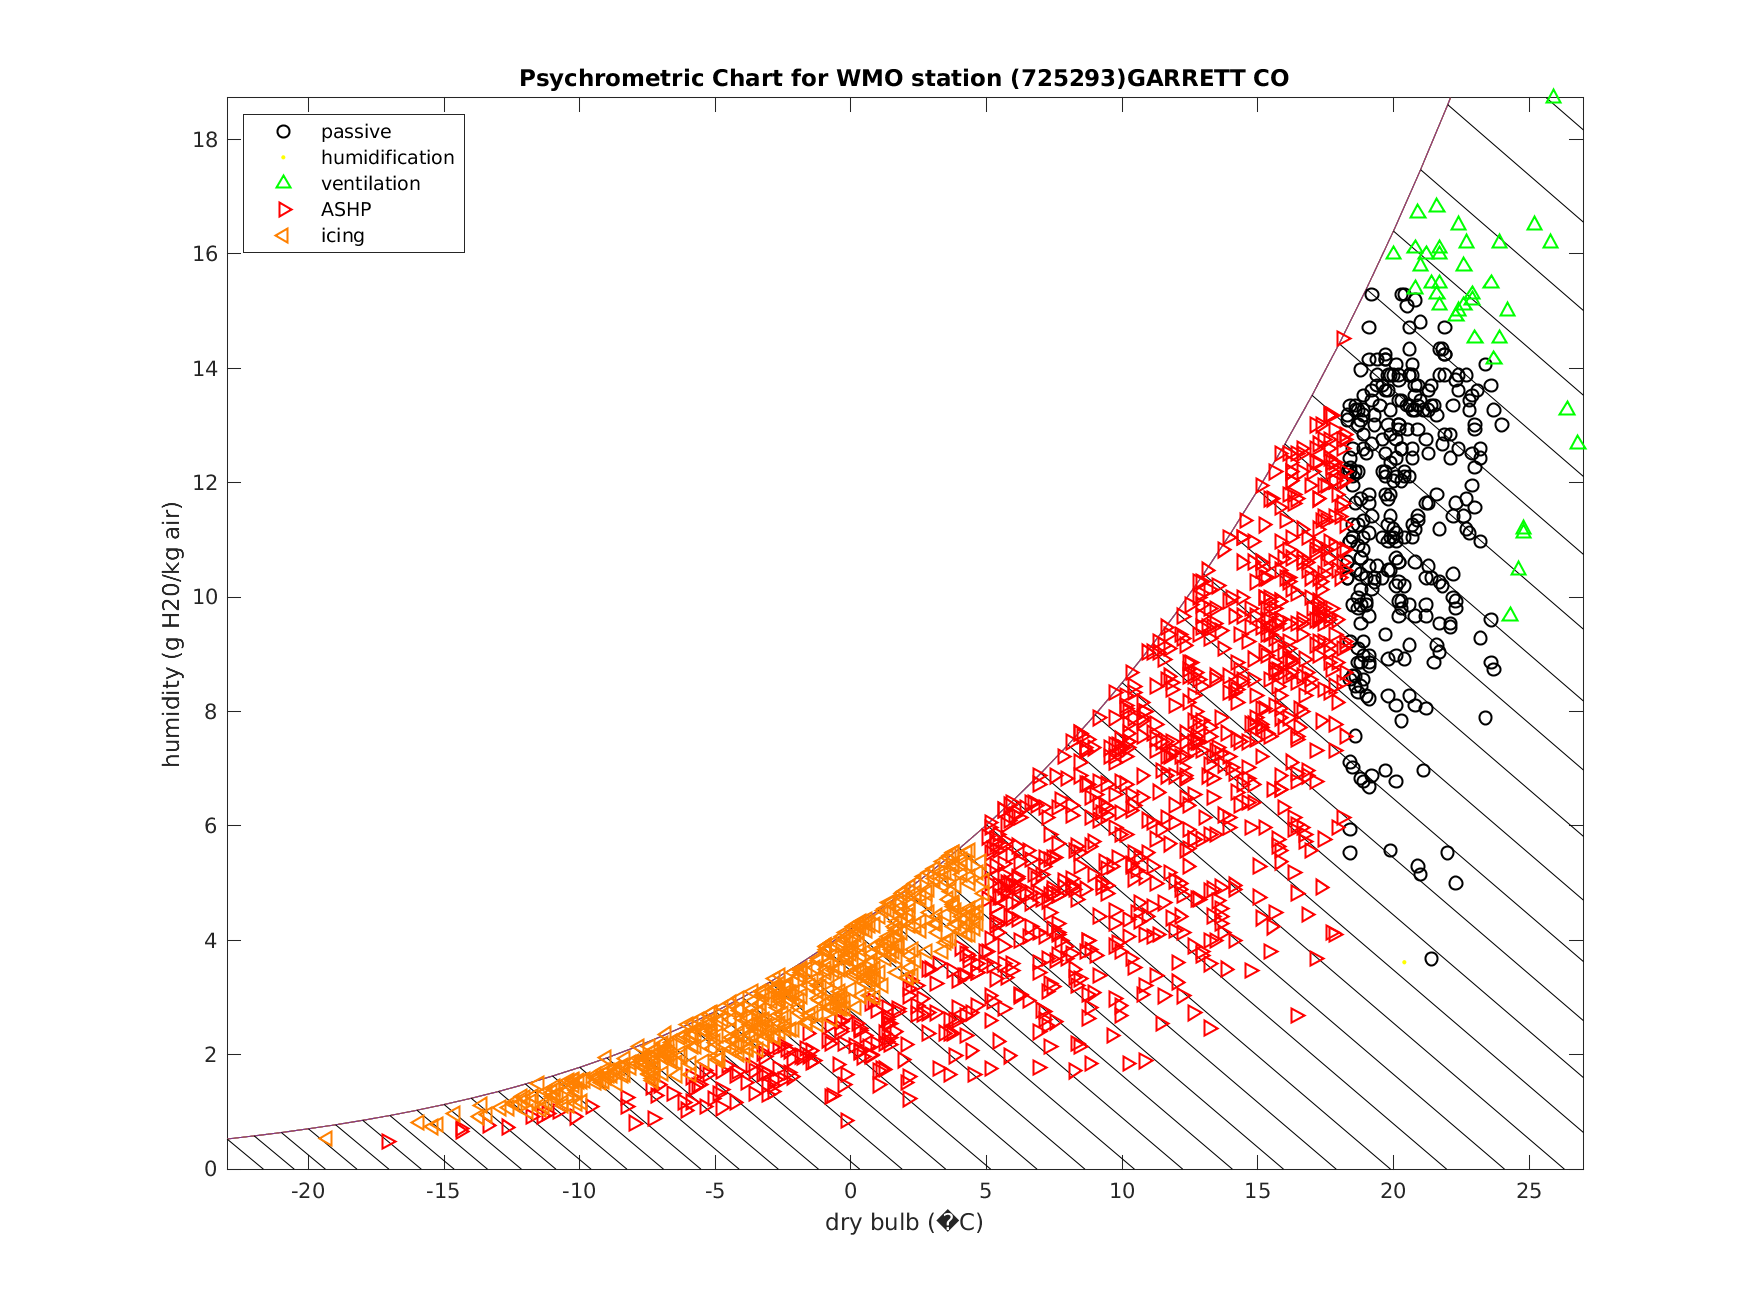 Psychrometric Chart for WMO station (725293)GARRETT CO
passive
humidification
ventilation
ASHP
icing
18
16
14
12
10
8
6
4
2
0
humidity (g H20/kg air)
-20 -15 -10 -5 0 5 10 15 20 25
dry bulb (�C)